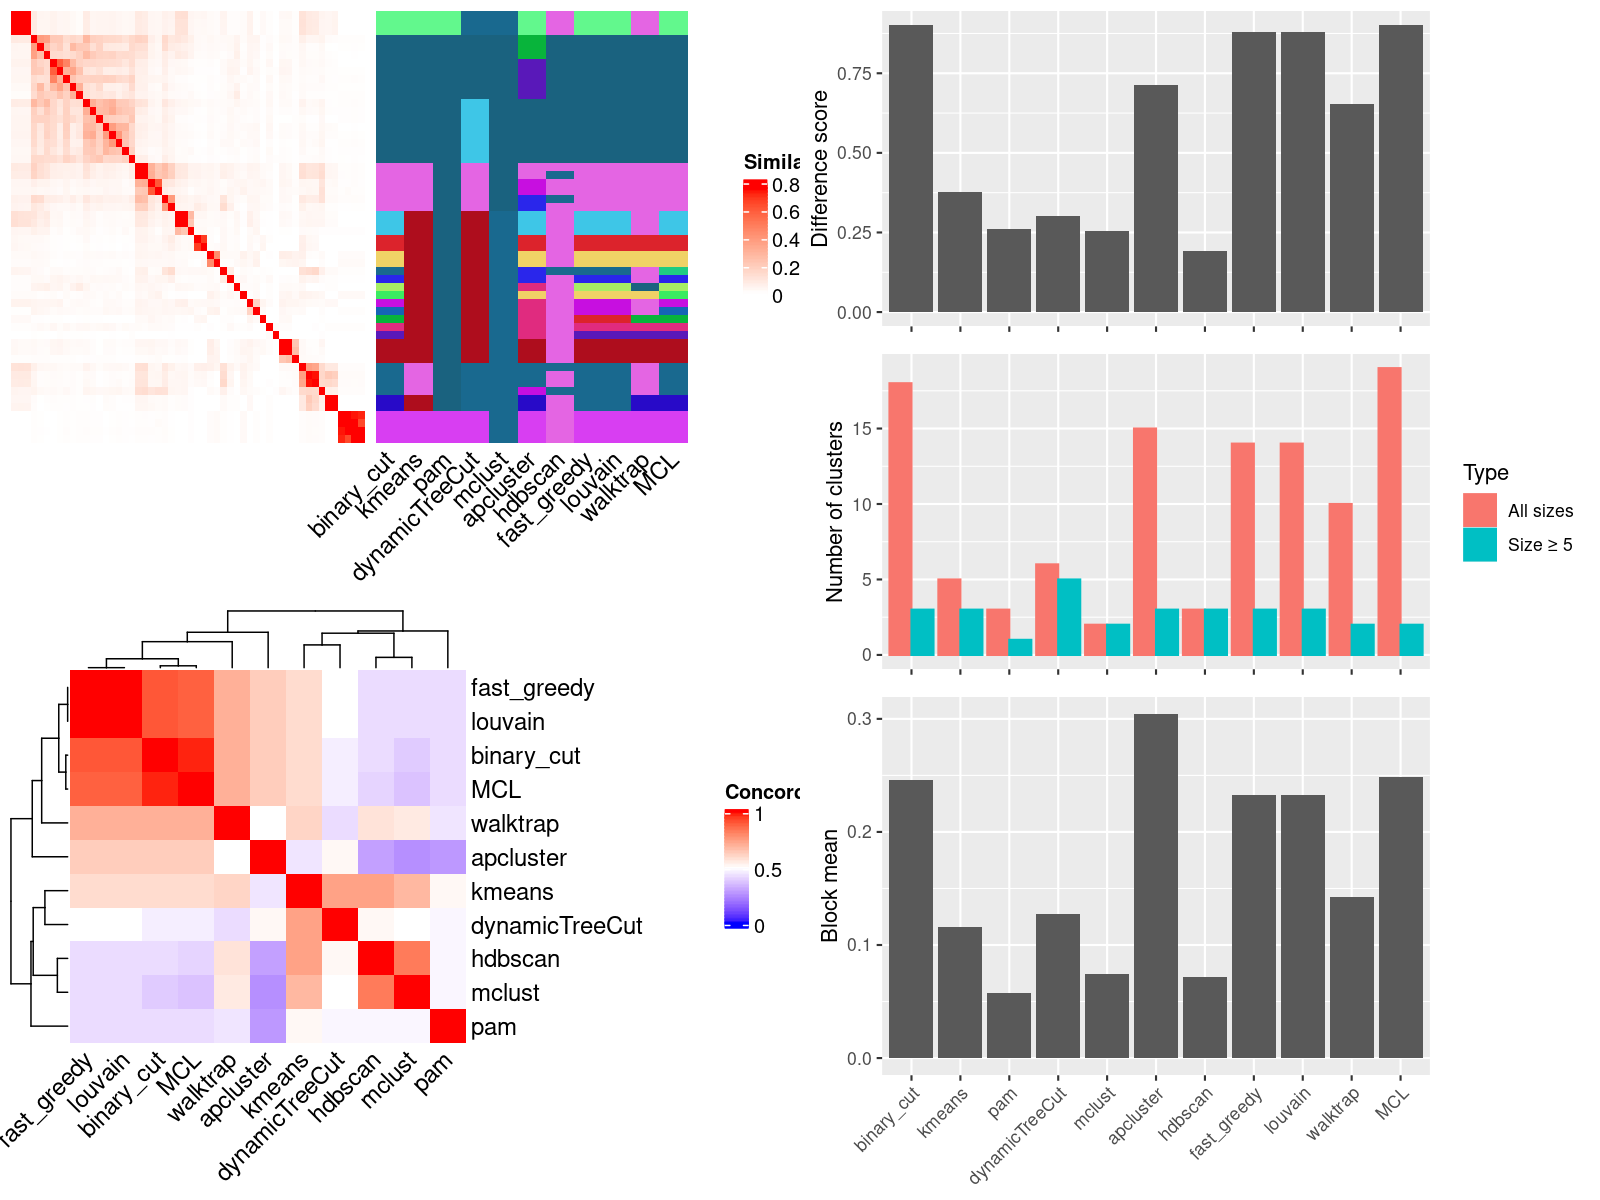 Simila
0.8
0.6
0.4
0.2
0
binary_cut
kmeans
pam
dynamicTreeCut
mclust
apcluster
hdbscan
fast_greedy
louvain
walktrap
MCL
fast_greedy
louvain
binary_cut
MCL
walktrap
apcluster
kmeans
dynamicTreeCut
hdbscan
mclust
pam
fast_greedy
louvain
binary_cut
MCL
walktrap
apcluster
kmeans
dynamicTreeCut
hdbscan
mclust
pam
Concord
1
0.5
0
Difference score
0.75
0.50
0.25
0.00
Number of clusters
15
10
5
0
Type
All sizes
Size ≥ 5
Block mean
0.3
0.2
0.1
0.0
binary_cut
kmeans
pam
dynamicTreeCut
mclust
apcluster
hdbscan
fast_greedy
louvain
walktrap
MCL